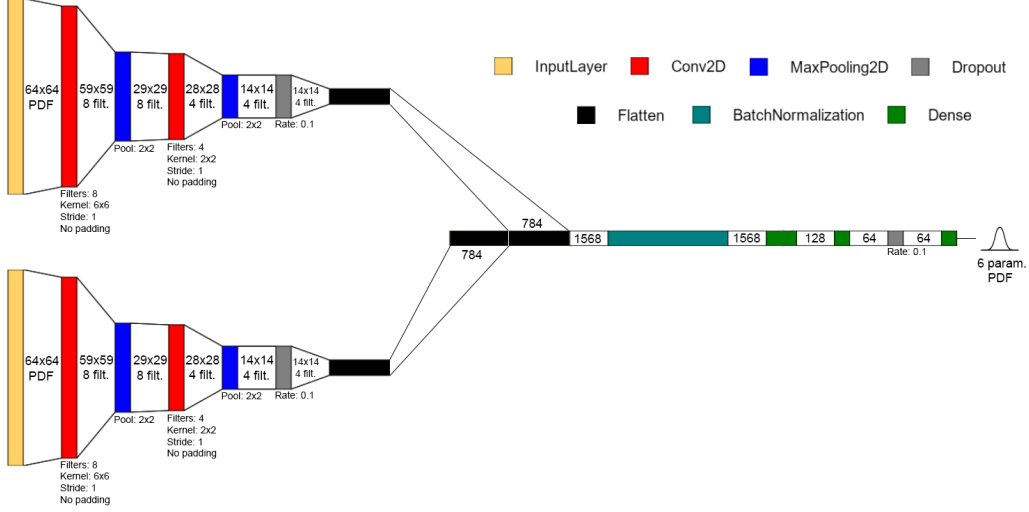 64x64
PDF
59x59
8 filt.
29x29
8 filt.
28x28
4 filt.
14x14
4 filt.
14x14
4 filt.
Pool: 2x2
Rate: 0.1
Pool: 2x2
Filters: 4
Kernel: 2x2
Stride: 1
No padding
Filters: 8
Kernel: 6x6
Stride: 1
No padding
InputLayer
Conv2D
MaxPooling2D
Dropout
Flatten
BatchNormalization
Dense
784
784
1568
1568
128
64
64
Rate: 0.1
6 param.
PDF
64x64
PDF
59x59
8 filt.
29x29
8 filt.
28x28
4 filt.
14x14
4 filt.
14x14
4 filt.
Pool: 2x2
Rate: 0.1
Pool: 2x2
Filters: 4
Kernel: 2x2
Stride: 1
No padding
Filters: 8
Kernel: 6x6
Stride: 1
No padding